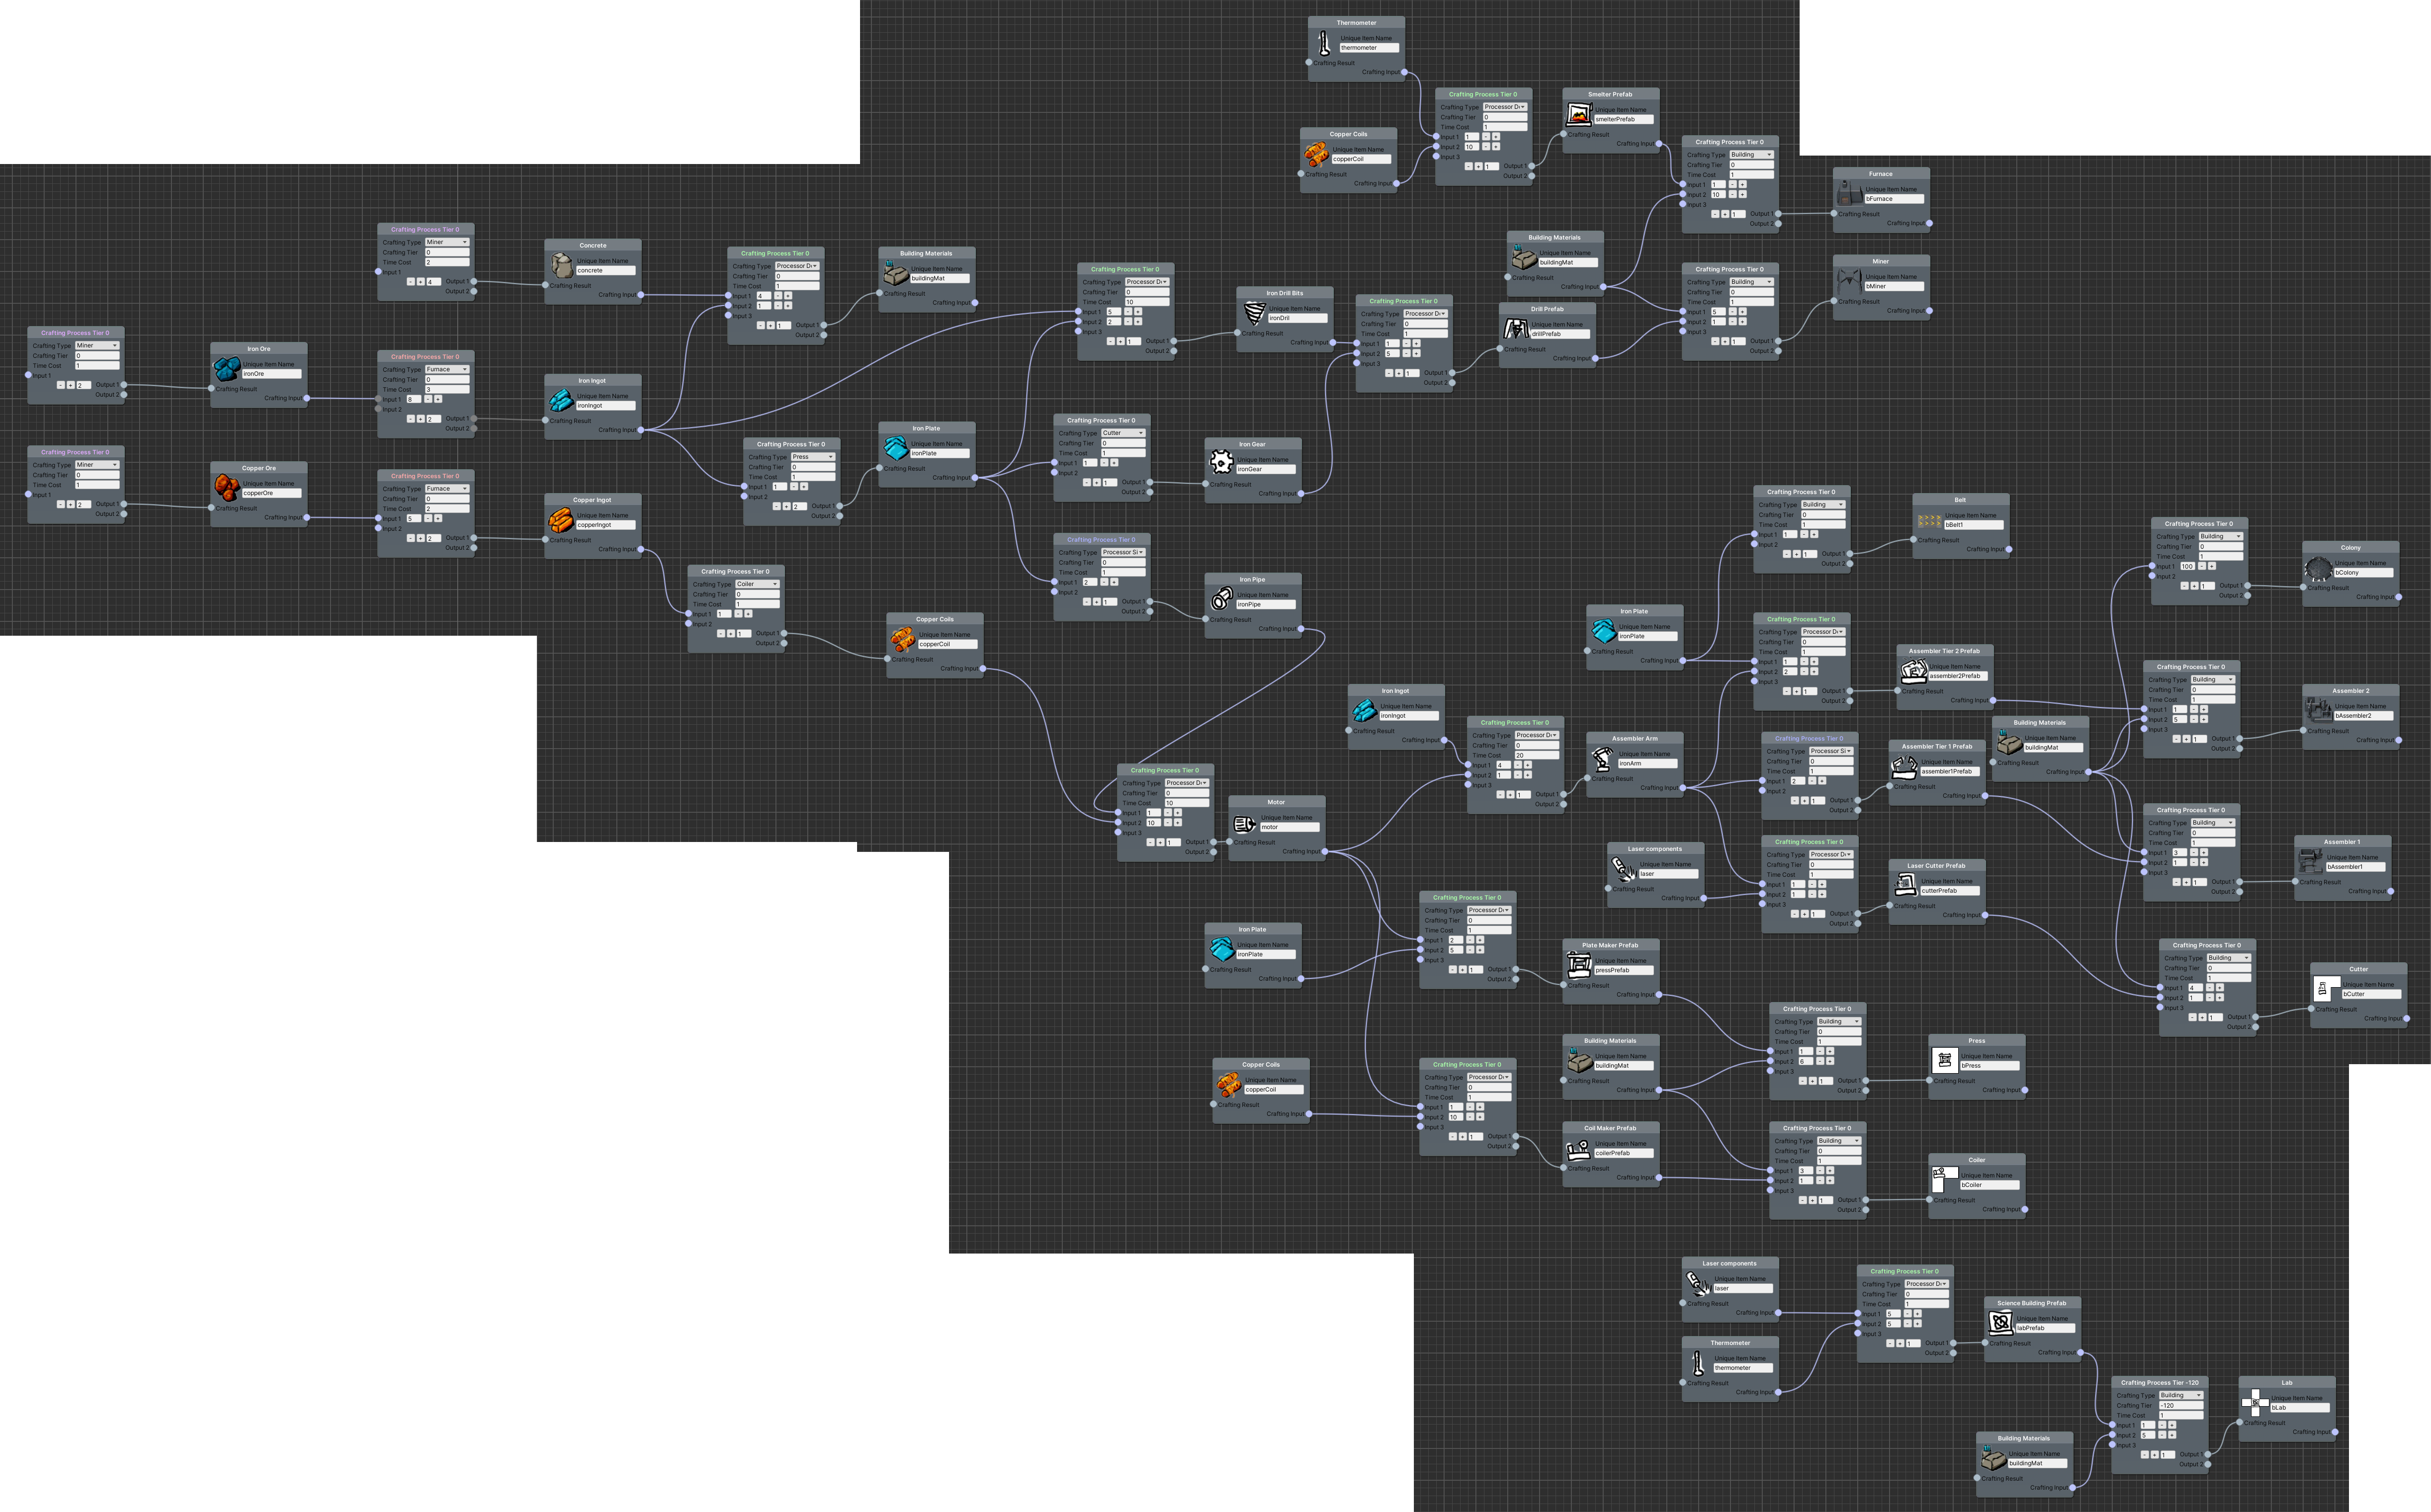 Thermometer
Unique Item Name
thermometer
Crafting Result
Crafting Input
Crafting Process Tier 0
Crafting Type Processor D
Crafting Tier 0
Time Cost 1
Input 1 1 - +
Input 2 10 - +
Input 3
- + 1 Output 1
Output 2
Smelter Prefab
Unique Item Name
smelterPrefab
Crafting Result
Crafting Input
Copper Coils
Unique Item Name
copperCoil
Crafting Result
Crafting Input
Crafting Process Tier 0
Crafting Type Building
Crafting Tier 0
Time Cost 1
Input 1 1 - +
Input 2 10 - +
Input 3
- + 1 Output 1
Output 2
Furnace
Unique Item Name
bFurnace
Crafting Result
Crafting Input
Crafting Process Tier 0
Crafting Type Miner
Crafting Tier 0
Time Cost 2
Input 1
- + 4 Output 1
Output 2
Concrete
Unique Item Name
concrete
Crafting Result
Crafting Input
Crafting Process Tier 0
Crafting Type Processor D
Crafting Tier 0
Time Cost 1
Input 1 4 - +
Input 2 1 - +
Input 3
- + 1 Output 1
Output 2
Building Materials
Unique Item Name
buildingMat
Crafting Result
Crafting Input
Crafting Process Tier 0
Crafting Type Processor D
Crafting Tier 0
Time Cost 10
Input 1 5 - +
Input 2 2 - +
Input 3
- + 1 Output 1
Output 2
Iron Drill Bits
Unique Item Name
ironDril
Crafting Result
Crafting Input
Crafting Process Tier 0
Crafting Type Processor D
Crafting Tier 0
Time Cost 1
Input 1 1 - +
Input 2 5 - +
Input 3
- + 1 Output 1
Output 2
Building Materials
Unique Item Name
buildingMat
Crafting Result
Crafting Input
Drill Prefab
Unique Item Name
drillPrefab
Crafting Result
Crafting Input
Crafting Process Tier 0
Crafting Type Building
Crafting Tier 0
Time Cost 1
Input 1 5 - +
Input 2 1 - +
Input 3
- + 1 Output 1
Output 2
Miner
Unique Item Name
bMiner
Crafting Result
Crafting Input
Crafting Process Tier 0
Crafting Type Miner
Crafting Tier 0
Time Cost 1
Input 1
- + 2 Output 1
Output 2
Iron Ore
Unique Item Name
ironOre
Crafting Result
Crafting Input
Crafting Process Tier 0
Crafting Type Furnace
Crafting Tier 0
Time Cost 3
Input 1 8 - +
Input 2
- + 2 Output 1
Output 2
Iron Ingot
Unique Item Name
ironIngot
Crafting Result
Crafting Input
Crafting Process Tier 0
Crafting Type Miner
Crafting Tier 0
Time Cost 1
Input 1
- + 2 Output 1
Output 2
Copper Ore
Unique Item Name
copperOre
Crafting Result
Crafting Input
Crafting Process Tier 0
Crafting Type Furnace
Crafting Tier 0
Time Cost 2
Input 1 5 - +
Input 2
- + 2 Output 1
Output 2
Copper Ingot
Unique Item Name
copperIngot
Crafting Result
Crafting Input
Crafting Process Tier 0
Crafting Type Press
Crafting Tier 0
Time Cost 1
Input 1 1 - +
Input 2
- + 2 Output 1
Output 2
Iron Plate
Unique Item Name
ironPlate
Crafting Result
Crafting Input
Crafting Process Tier 0
Crafting Type Cutter
Crafting Tier 0
Time Cost 1
Input 1 1 - +
Input 2
- + 1 Output 1
Output 2
Iron Gear
Unique Item Name
ironGear
Crafting Result
Crafting Input
Crafting Process Tier 0
Crafting Type Processor Si
Crafting Tier 0
Time Cost 1
Input 1 2 - +
Input 2
- + 1 Output 1
Output 2
Iron Pipe
Unique Item Name
ironPipe
Crafting Result
Crafting Input
Crafting Process Tier 0
Crafting Type Coiler
Crafting Tier 0
Time Cost 1
Input 1 1 - +
Input 2
- + 1 Output 1
Output 2
Copper Coils
Unique Item Name
copperCoil
Crafting Result
Crafting Input
Crafting Process Tier 0
Crafting Type Building
Crafting Tier 0
Time Cost 1
Input 1 1 - +
Input 2
- + 1 Output 1
Output 2
Belt
Unique Item Name
bBelt1
Crafting Result
Crafting Input
Crafting Process Tier 0
Crafting Type Building
Crafting Tier 0
Time Cost 1
Input 1 100 - +
Input 2
- + 1 Output 1
Output 2
Colony
Unique Item Name
bColony
Crafting Result
Crafting Input
Iron Plate
Unique Item Name
ironPlate
Crafting Result
Crafting Input
Crafting Process Tier 0
Crafting Type Processor D
Crafting Tier 0
Time Cost 1
Input 1 1 - +
Input 2 2 - +
Input 3
- + 1 Output 1
Output 2
Assembler Tier 2 Prefab
Unique Item Name
assembler2Prefab
Crafting Result
Crafting Input
Crafting Process Tier 0
Crafting Type Building
Crafting Tier 0
Time Cost 1
Input 1 1 - +
Input 2 5 - +
Input 3
- + 1 Output 1
Output 2
Assembler 2
Unique Item Name
bAssembler2
Crafting Result
Crafting Input
Iron Ingot
Unique Item Name
ironIngot
Crafting Result
Crafting Input
Crafting Process Tier 0
Crafting Type Processor D
Crafting Tier 0
Time Cost 20
Input 1 4 - +
Input 2 1 - +
Input 3
- + 1 Output 1
Output 2
Assembler Arm
Unique Item Name
ironArm
Crafting Result
Crafting Input
Crafting Process Tier 0
Crafting Type Processor Si
Crafting Tier 0
Time Cost 1
Input 1 2 - +
Input 2
- + 1 Output 1
Output 2
Assembler Tier 1 Prefab
Unique Item Name
assembler1Prefab
Crafting Result
Crafting Input
Building Materials
Unique Item Name
buildingMat
Crafting Result
Crafting Input
Crafting Process Tier 0
Crafting Type Building
Crafting Tier 0
Time Cost 1
Input 1 3 - +
Input 2 1 - +
Input 3
- + 1 Output 1
Output 2
Assembler 1
Unique Item Name
bAssembler1
Crafting Result
Crafting Input
Crafting Process Tier 0
Crafting Type Processor D
Crafting Tier 0
Time Cost 10
Input 1 1 - +
Input 2 10 - +
Input 3
- + 1 Output 1
Output 2
Motor
Unique Item Name
motor
Crafting Result
Crafting Input
Laser components
Unique Item Name
laser
Crafting Result
Crafting Input
Crafting Process Tier 0
Crafting Type Processor D
Crafting Tier 0
Time Cost 1
Input 1 1 - +
Input 2 1 - +
Input 3
- + 1 Output 1
Output 2
Laser Cutter Prefab
Unique Item Name
cutterPrefab
Crafting Result
Crafting Input
Crafting Process Tier 0
Crafting Type Building
Crafting Tier 0
Time Cost 1
Input 1 4 - +
Input 2 1 - +
Input 3
- + 1 Output 1
Output 2
Cutter
Unique Item Name
bCutter
Crafting Result
Crafting Input
Iron Plate
Unique Item Name
ironPlate
Crafting Result
Crafting Input
Crafting Process Tier 0
Crafting Type Processor D
Crafting Tier 0
Time Cost 1
Input 1 2 - +
Input 2 5 - +
Input 3
- + 1 Output 1
Output 2
Plate Maker Prefab
Unique Item Name
pressPrefab
Crafting Result
Crafting Input
Building Materials
Unique Item Name
buildingMat
Crafting Result
Crafting Input
Crafting Process Tier 0
Crafting Type Building
Crafting Tier 0
Time Cost 1
Input 1 1 - +
Input 2 6 - +
Input 3
- + 1 Output 1
Output 2
Press
Unique Item Name
bPress
Crafting Result
Crafting Input
Copper Coils
Unique Item Name
copperCoil
Crafting Result
Crafting Input
Crafting Process Tier 0
Crafting Type Processor D
Crafting Tier 0
Time Cost 1
Input 1 1 - +
Input 2 10 - +
Input 3
- + 1 Output 1
Output 2
Coil Maker Prefab
Unique Item Name
coilerPrefab
Crafting Result
Crafting Input
Crafting Process Tier 0
Crafting Type Building
Crafting Tier 0
Time Cost 1
Input 1 3 - +
Input 2 1 - +
Input 3
- + 1 Output 1
Output 2
Coiler
Unique Item Name
bCoiler
Crafting Result
Crafting Input
Laser components
Unique Item Name
laser
Crafting Result
Crafting Input
Thermometer
Unique Item Name
thermometer
Crafting Result
Crafting Input
Crafting Process Tier 0
Crafting Type Processor D
Crafting Tier 0
Time Cost 1
Input 1 5 - +
Input 2 5 - +
Input 3
- + 1 Output 1
Output 2
Science Building Prefab
Unique Item Name
labPrefab
Crafting Result
Crafting Input
Building Materials
Unique Item Name
buildingMat
Crafting Result
Crafting Input
Crafting Process Tier -120
Crafting Type Building
Crafting Tier -120
Time Cost 1
Input 1 1 - +
Input 2 5 - +
Input 3
- + 1 Output 1
Output 2
Lab
Unique Item Name
bLab
Crafting Result
Crafting Input